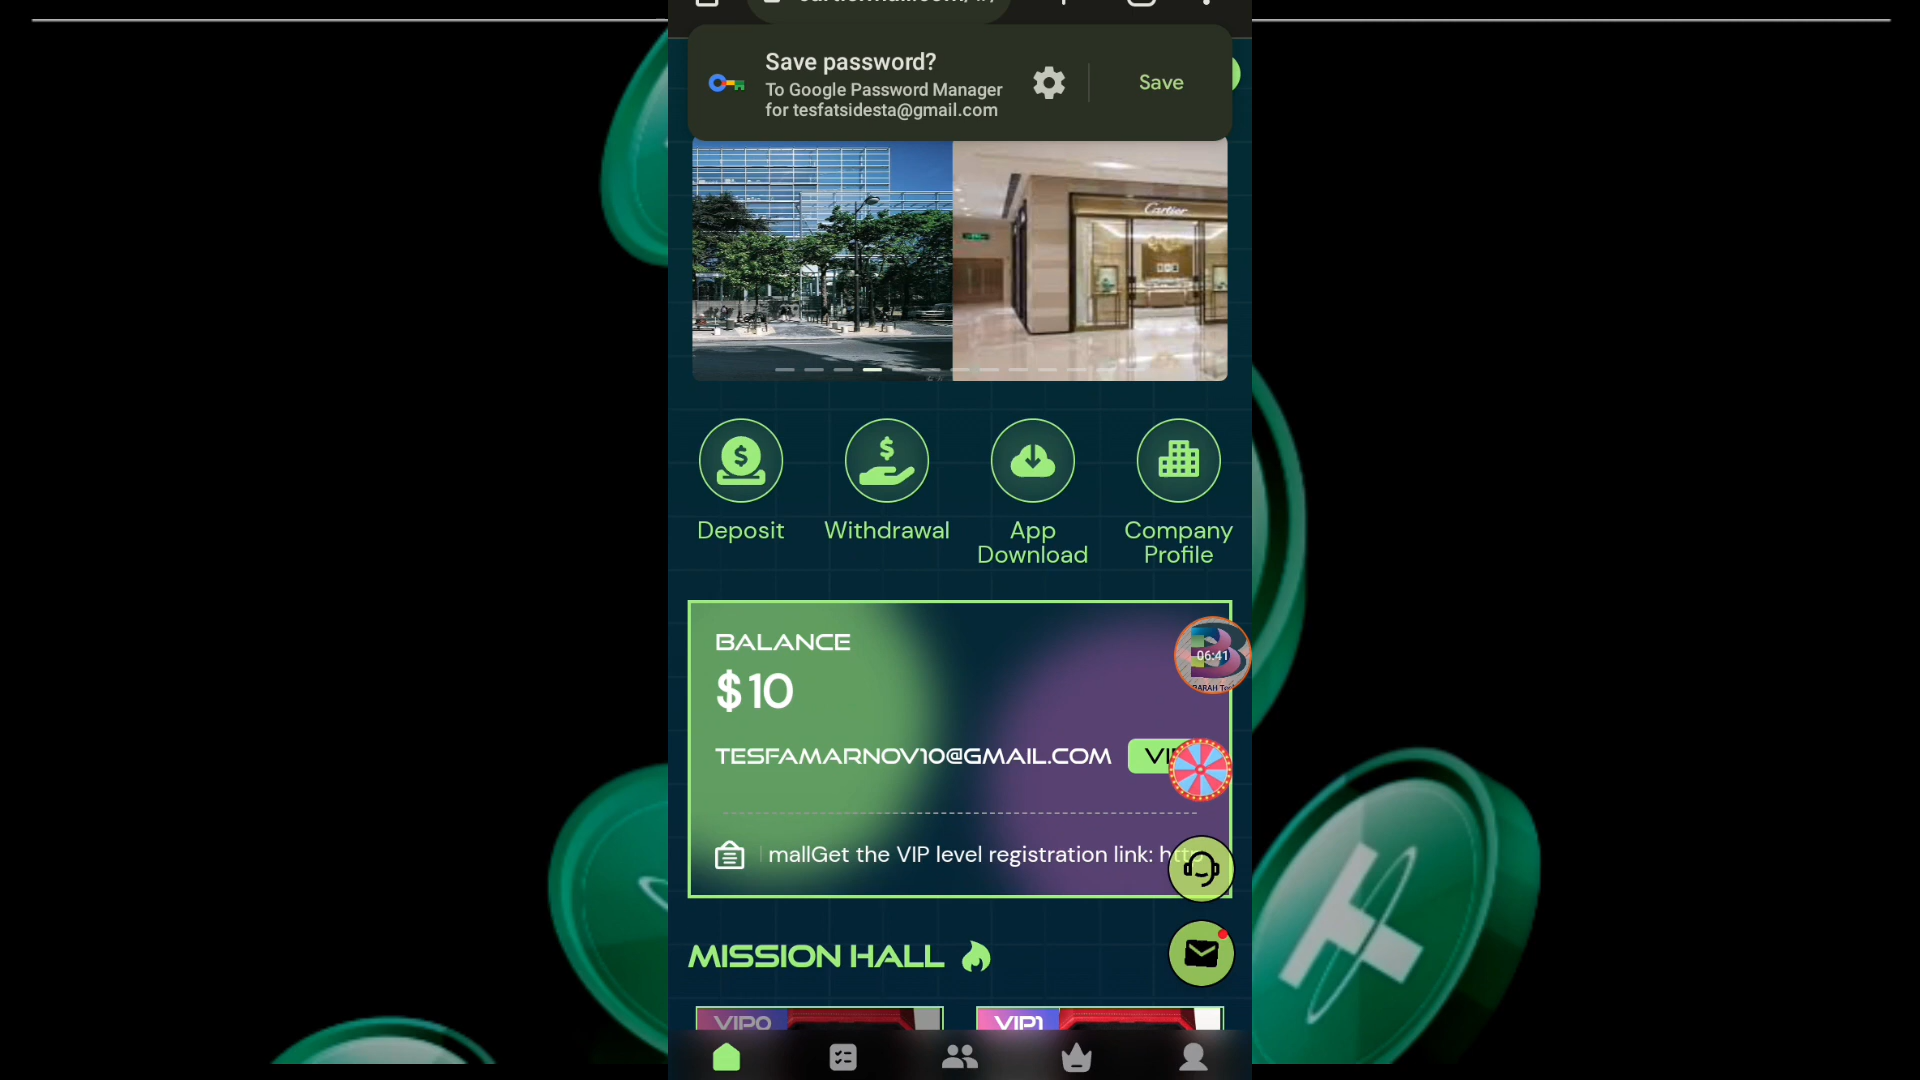 Save password?
To Google Password Manager
for tesfatsidesta@gmail.com
Save
Cartier
Deposit
Withdrawal
App
Download
Company
Profile
BALANCE
$10
06:41
TESFAMARNOV10@GMAIL.COM
mallGet the VIP level registration link: http
MISSION HALL
VIP0
VIP1